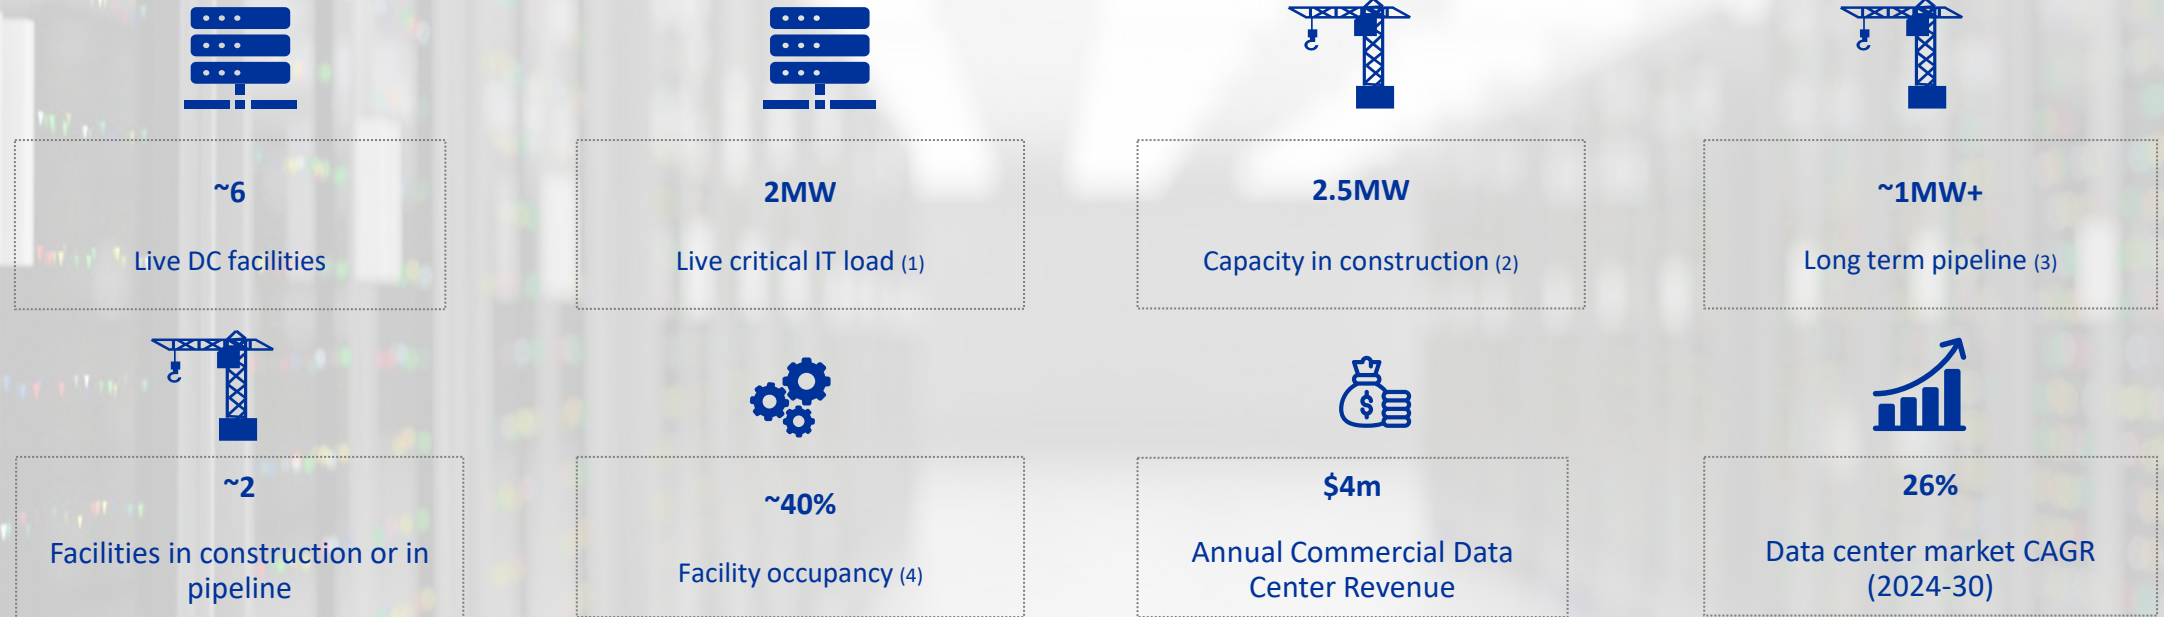 ~6
Live DC facilities
2MW
Live critical IT load (1)
2.5MW
Capacity in construction (2)
~1MW+
Long term pipeline (3)
~2
Facilities in construction or in
pipeline
~40%
Facility occupancy (4)
$4m
Annual Commercial Data
Center Revenue
26%
Data center market CAGR
(2024-30)